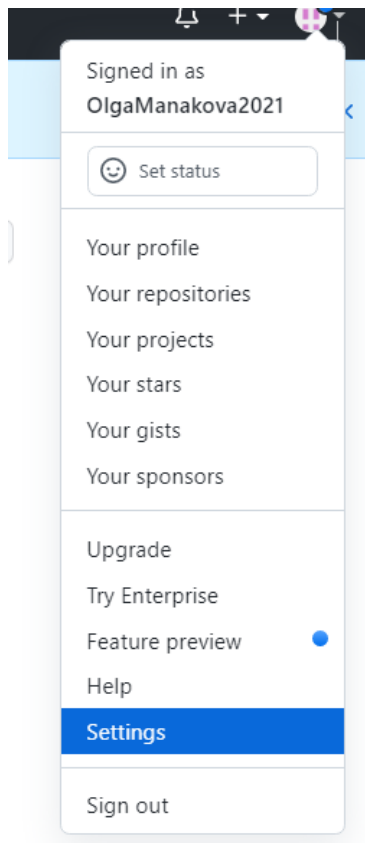 Signed in as
OlgaManakova2021
Set status
Your profile
Your repositories
Your projects
Your stars
Your gists
Your sponsors
Upgrade
Try Enterprise
Feature preview
Help
Settings
Sign out